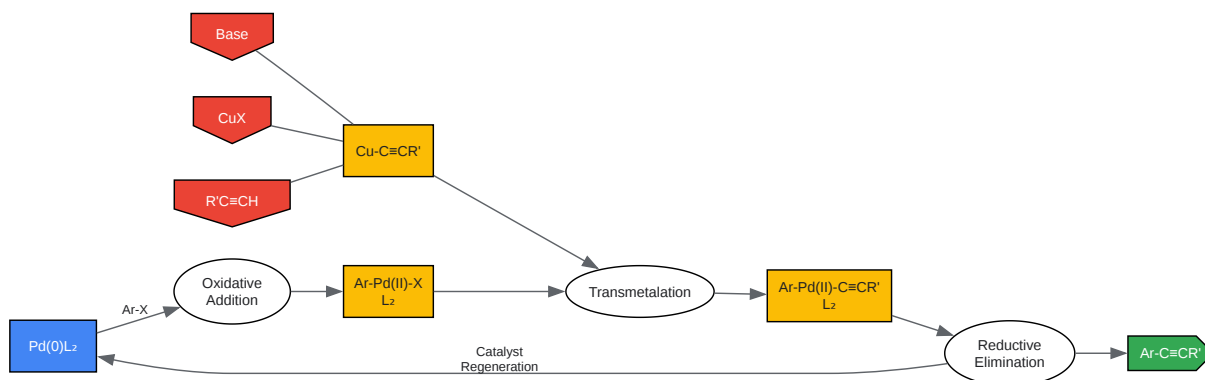 Base
CuX
Cu-C≡CR'
R'C≡CH
Oxidative
Addition
Ar-Pd(II)-X
L₂
Transmetalation
Ar-Pd(II)-C≡CR'
L₂
Ar-X
Pd(0)L₂
Catalyst
Regeneration
Reductive
Elimination
Ar-C≡CR'